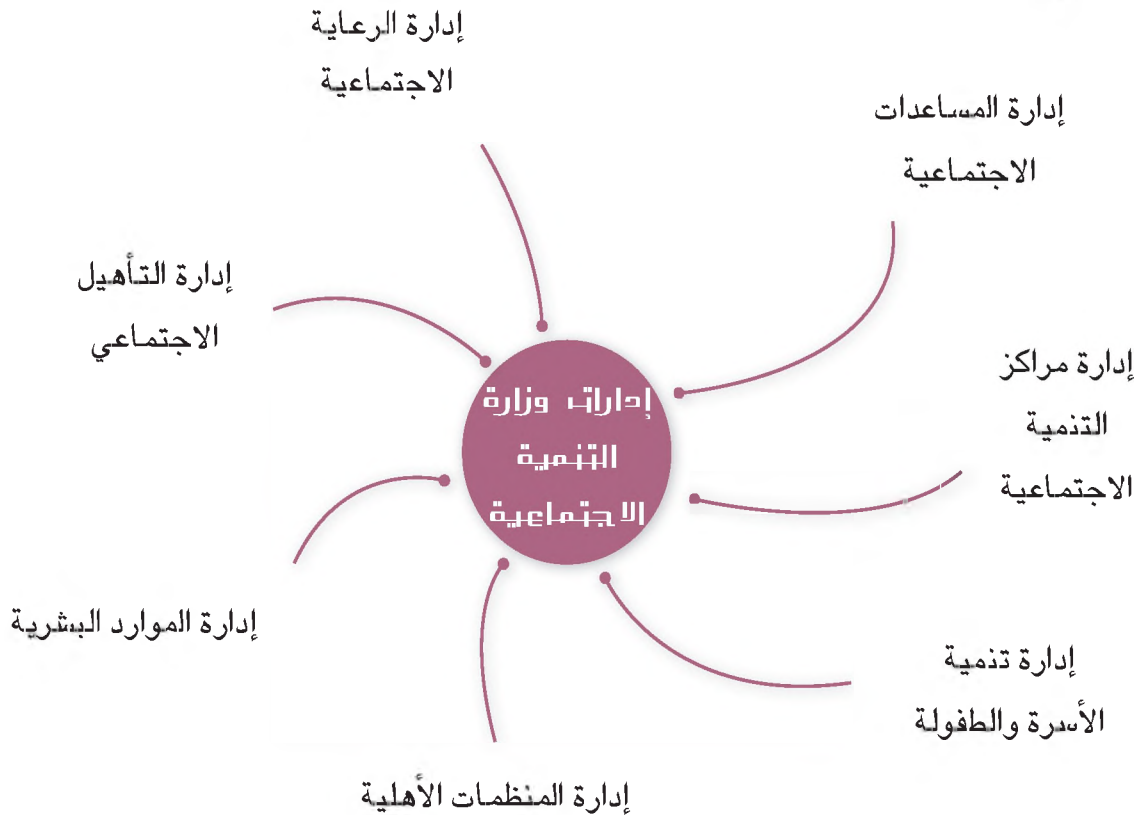 إدارة الرعاية
الاجتماعية
إدارة المساعدات
الاجتماعية
إدارة التأهيل
الاجتماعي
إدارات وزارة
التنمية
الاجتماعية
إدارة مراكز
التنمية
الاجتماعية
إدارة الموارد البشرية
إدارة تنمية
الأسرة والطفولة
إدارة المنظمات الأهلية